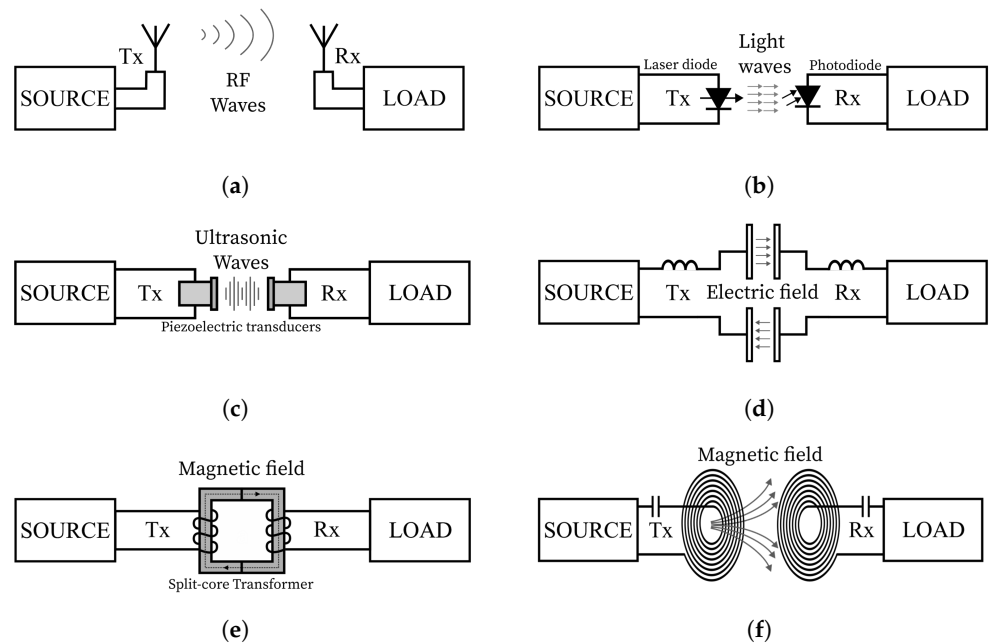 Tx
Rx
SOURCE
RF
Waves
LOAD
(a)
Light
waves
Laser diode
Photodiode
SOURCE
Tx
Rx
LOAD
(b)
Ultrasonic
Waves
SOURCE
Tx
Rx
LOAD
Piezoelectric transducers
(c)
SOURCE
Tx
Electric field
Rx
LOAD
(d)
Magnetic field
SOURCE
Tx
Rx
LOAD
Split-core Transformer
(e)
Magnetic field
SOURCE
Tx
Rx
LOAD
(f)